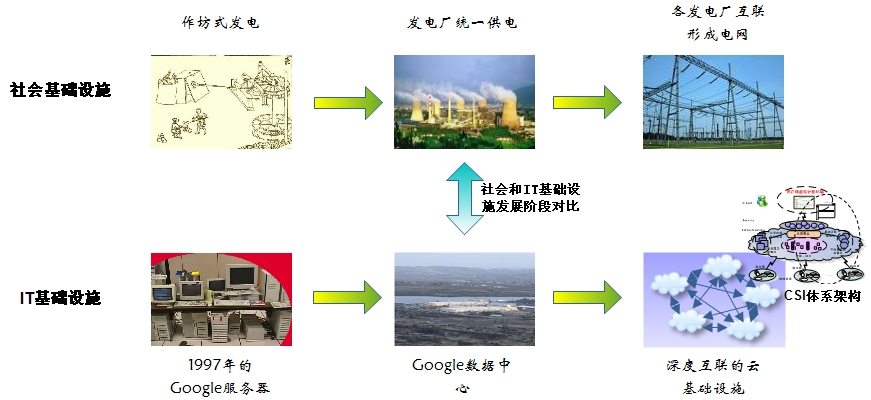 作坊式发电
发电厂统一供电
各发电厂互联
形成电网
社会基础设施
社会和IT基础设
施发展阶段对比
IT基础设施
CSI体系架构
1997年的
Google服务器
Google数据中
心
深度互联的云
基础设施